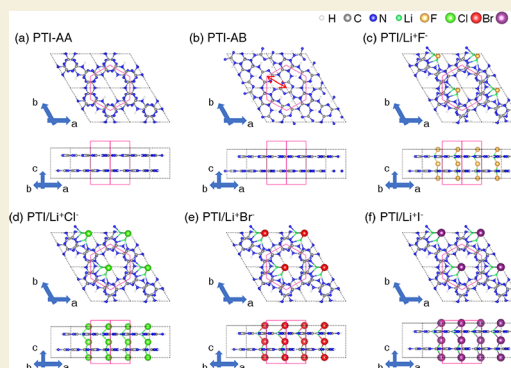 H C N Li F Cl Br
(a) PTI-AA
(b) PTI-AB
(c) PTI/Li⁺F⁻
b a
b a
b a
c b a
c b a
c b a
(d) PTI/Li⁺Cl⁻
(e) PTI/Li⁺Br⁻
(f) PTI/Li⁺I⁻
b a
b a
b a
c b a
c b a
c b a